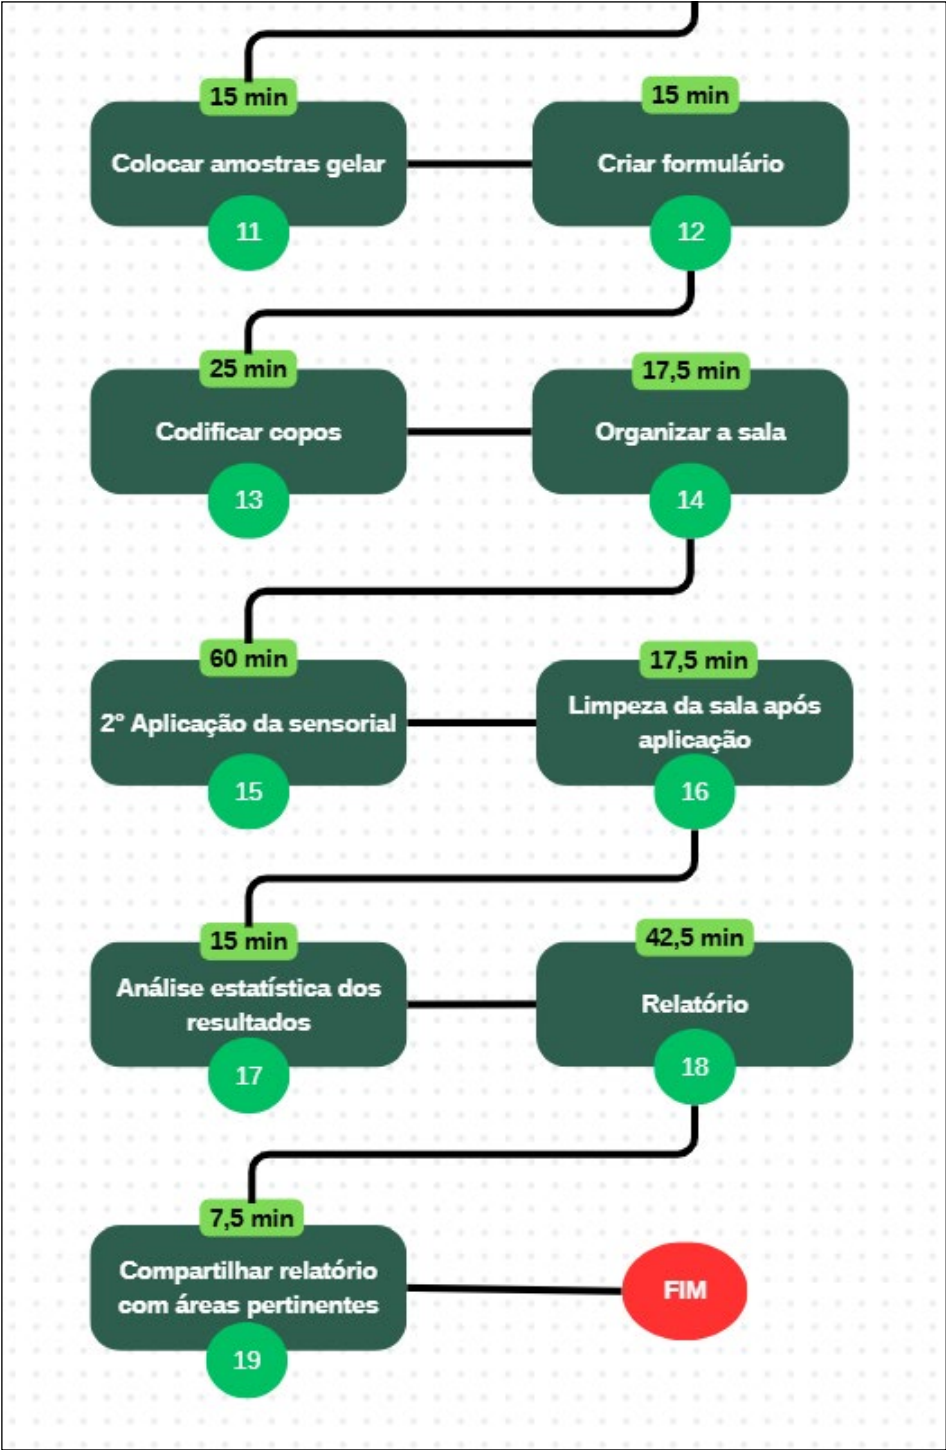 15 min
Colocar amostras gelar
11
15 min
Criar formulário
12
25 min
Codificar copos
13
17,5 min
Organizar a sala
14
60 min
2° Aplicação da sensorial
15
17,5 min
Limpeza da sala após
aplicação
16
15 min
Análise estatística dos
resultados
17
42,5 min
Relatório
18
7,5 min
Compartilhar relatório
com áreas pertinentes
19
FIM